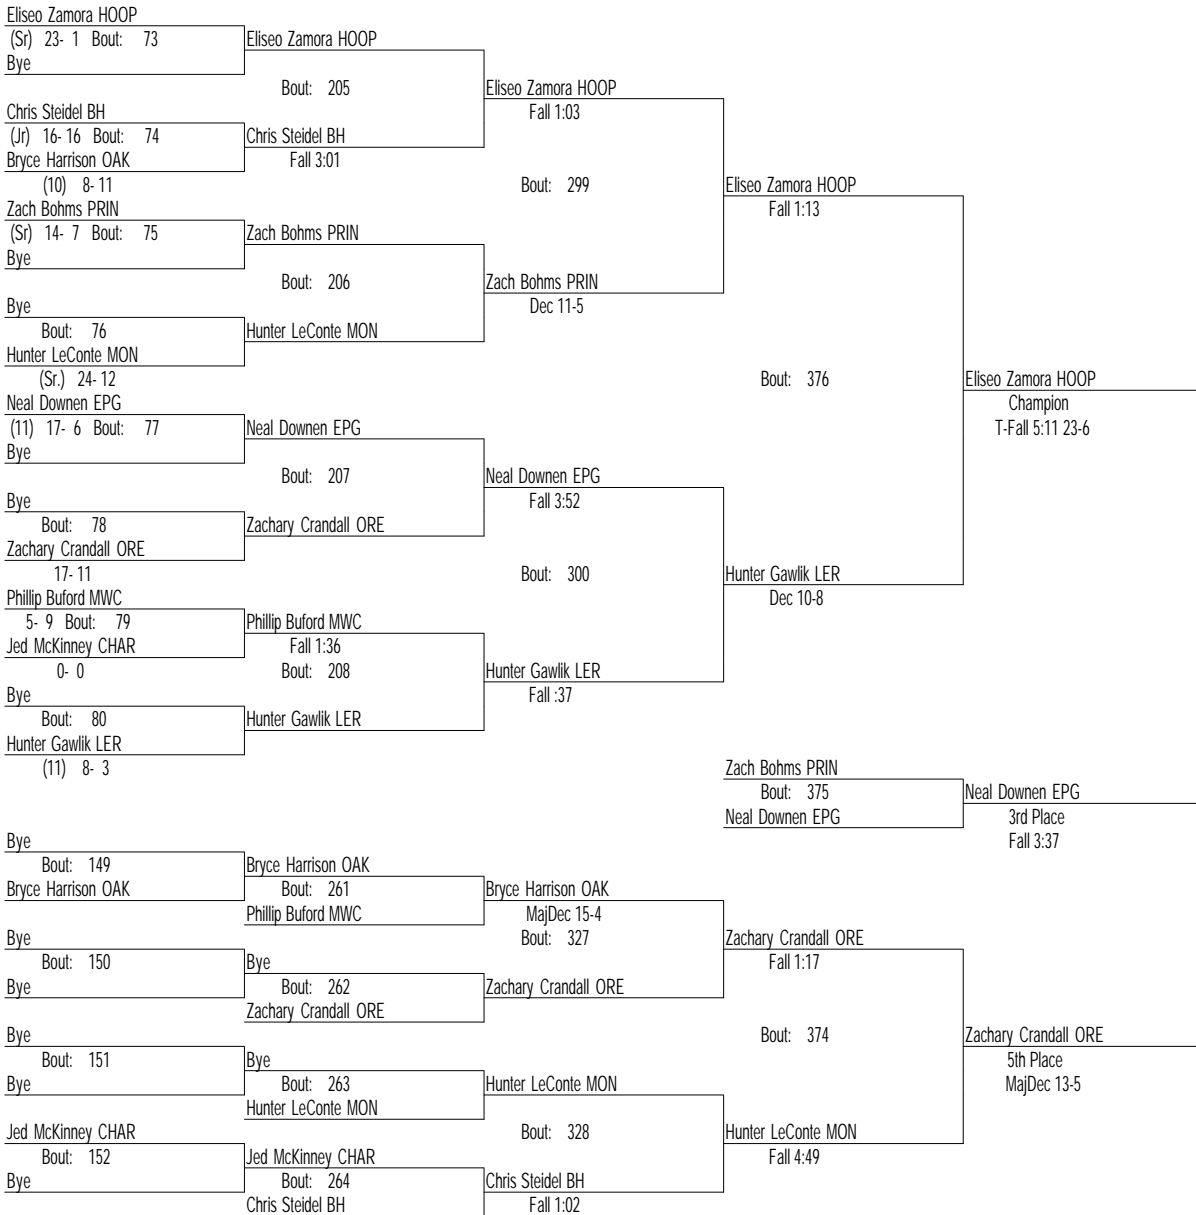 Eliseo Zamora HOOP
(Sr) 23- 1 Bout: 73
Bye
Eliseo Zamora HOOP
Bout: 205
Chris Steidel BH
(Jr) 16- 16 Bout: 74
Bryce Harrison OAK
(10) 8- 11
Chris Steidel BH
Fall 3:01
Eliseo Zamora HOOP
Fall 1:03
Bout: 299
Zach Bohms PRIN
(Sr) 14- 7 Bout: 75
Bye
Zach Bohms PRIN
Bout: 206
Bye
Bout: 76
Hunter LeConte MON
(Sr.) 24- 12
Hunter LeConte MON
Zach Bohms PRIN
Dec 11-5
Eliseo Zamora HOOP
Fall 1:13
Bout: 376
Neal Downen EPG
(11) 17- 6 Bout: 77
Bye
Neal Downen EPG
Bout: 207
Bye
Bout: 78
Zachary Crandall ORE
17- 11
Zachary Crandall ORE
Neal Downen EPG
Fall 3:52
Bout: 300
Phillip Buford MWC
5- 9 Bout: 79
Jed McKinney CHAR
0- 0
Phillip Buford MWC
Fall 1:36
Bout: 208
Bye
Bout: 80
Hunter Gawlik LER
(11) 8- 3
Hunter Gawlik LER
Hunter Gawlik LER
Fall :37
Hunter Gawlik LER
Dec 10-8
Eliseo Zamora HOOP
Champion
T-Fall 5:11 23-6
Zach Bohms PRIN
Bout: 375
Neal Downen EPG
Neal Downen EPG
3rd Place
Fall 3:37
Bye
Bout: 149
Bryce Harrison OAK
Bryce Harrison OAK
Bout: 261
Phillip Buford MWC
Bryce Harrison OAK
MajDec 15-4
Bout: 327
Bye
Bout: 150
Bye
Bye
Bout: 262
Zachary Crandall ORE
Zachary Crandall ORE
Zachary Crandall ORE
Fall 1:17
Bout: 374
Bye
Bout: 151
Bye
Bye
Bout: 263
Hunter LeConte MON
Hunter LeConte MON
Bout: 328
Jed McKinney CHAR
Bout: 152
Bye
Jed McKinney CHAR
Bout: 264
Chris Steidel BH
Chris Steidel BH
Fall 1:02
Hunter LeConte MON
Fall 4:49
Zachary Crandall ORE
5th Place
MajDec 13-5